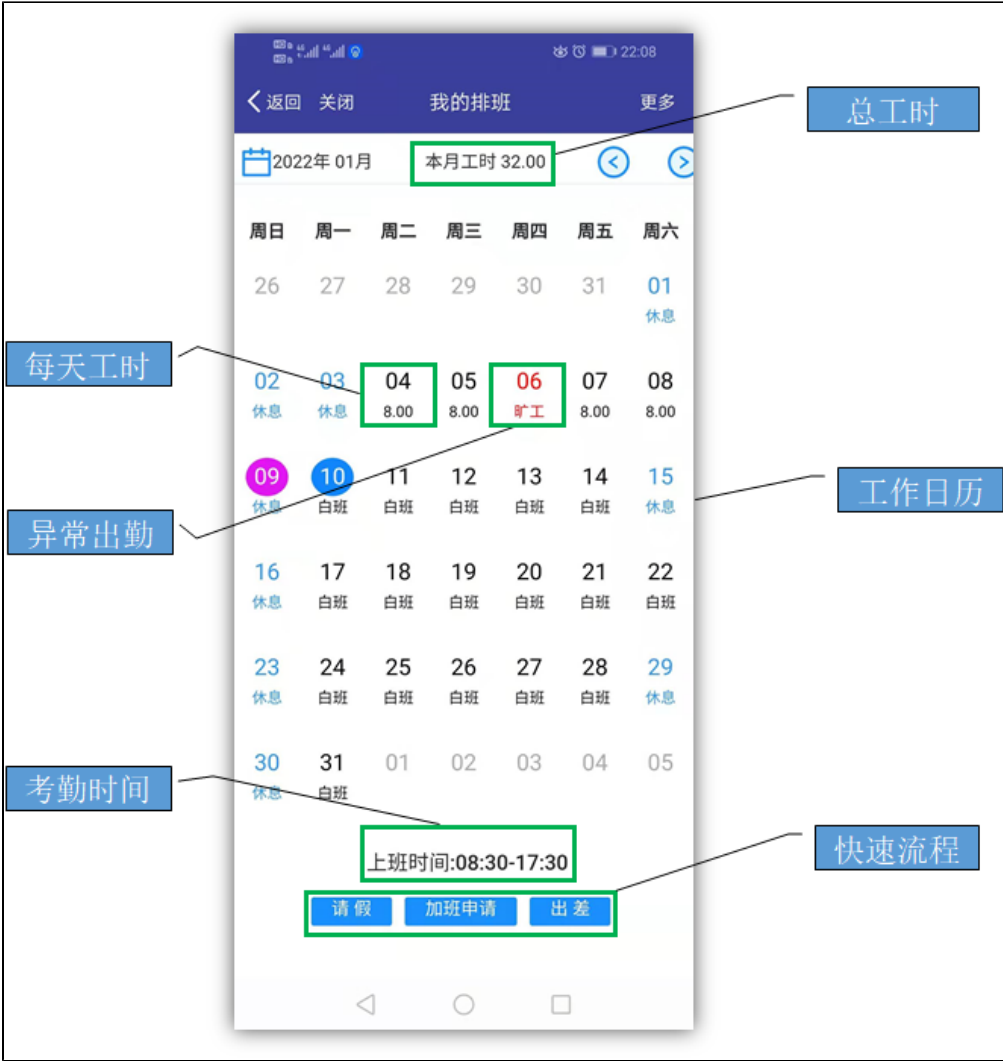 22:08
返回 关闭 我的排班 更多
总工时
2022年 01月 本月工时 32.00
周日 周一 周二 周三 周四 周五 周六
26 27 28 29 30 31 01
休息
每天工时
02 03 04 05 06 07 08
休息 休息 8.00 8.00 旷工 8.00 8.00
09 10 11 12 13 14 15
休息 白班 白班 白班 白班 白班 休息
工作日历
异常出勤
16 17 18 19 20 21 22
休息 白班 白班 白班 白班 白班 白班
23 24 25 26 27 28 29
休息 白班 白班 白班 白班 白班 休息
30 31 01 02 03 04 05
休息 白班
考勤时间
上班时间:08:30-17:30
快速流程
请 假 加班申请 出 差